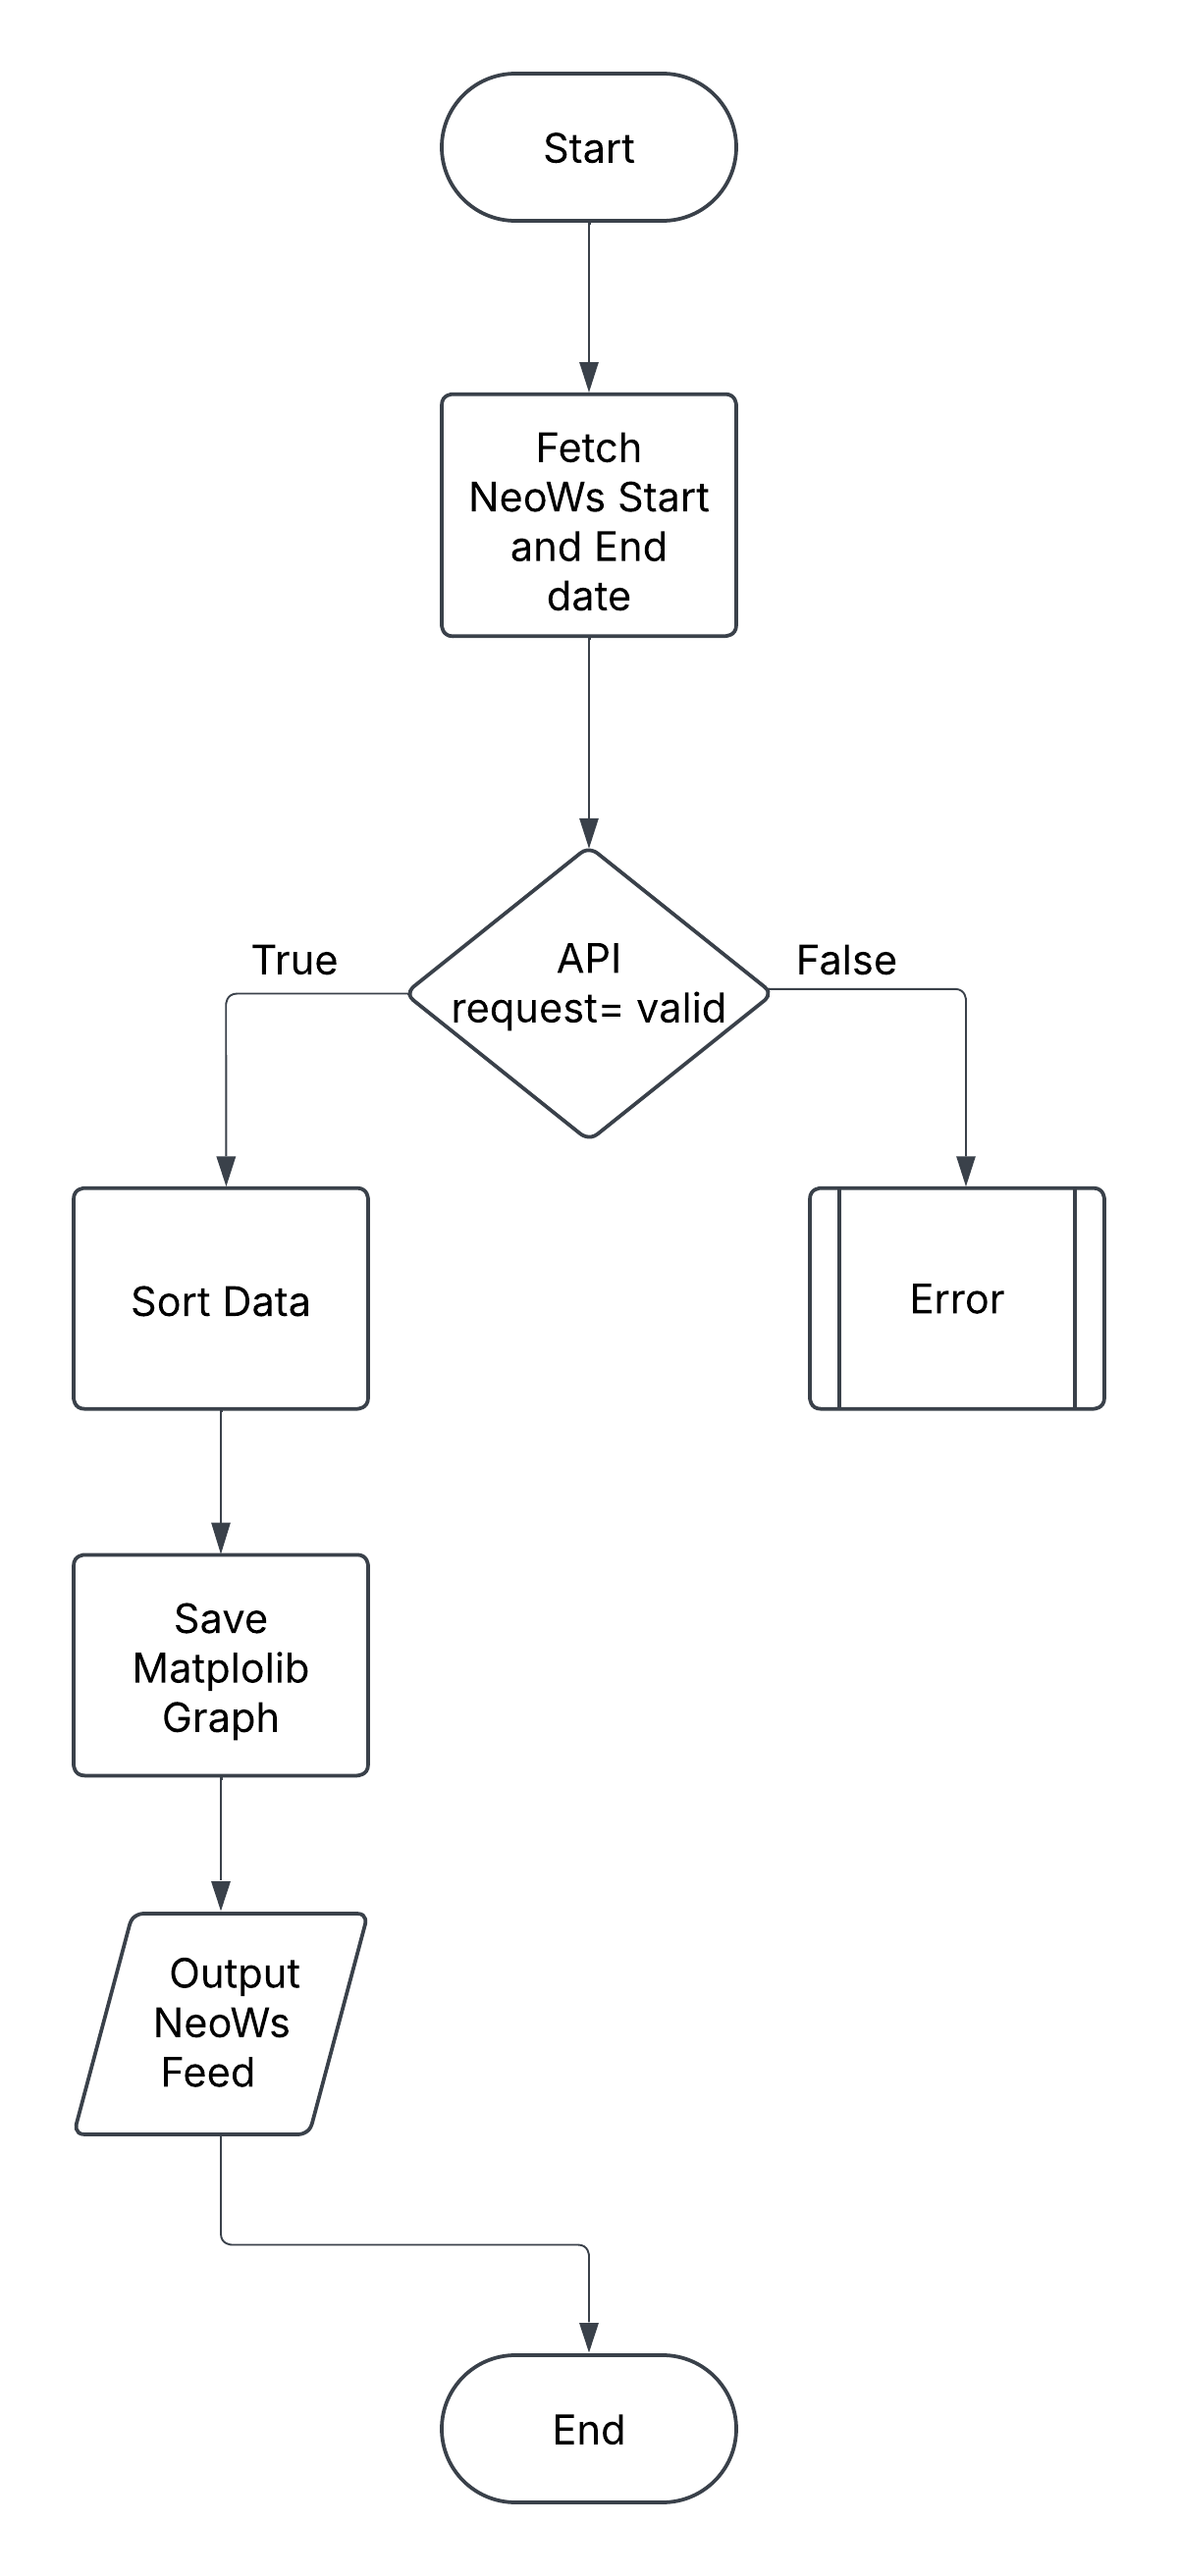 Start
Fetch
NeoWs Start
and End
date
API
request= valid
True
False
Sort Data
Error
Save
Matplolib
Graph
Output
NeoWs
Feed
End